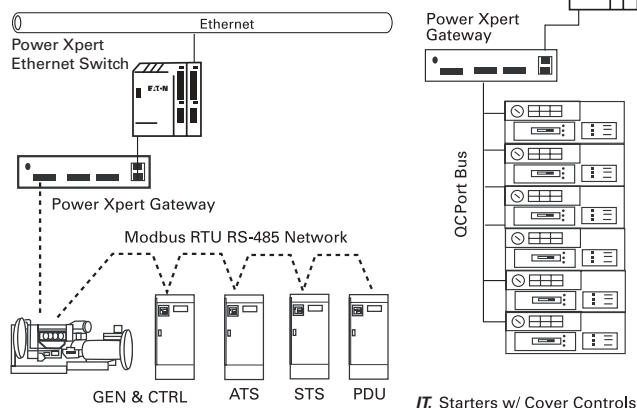 Ethernet
Power Xpert
Ethernet Switch
E·T·N
Power Xpert Gateway
Modbus RTU RS-485 Network
GEN & CTRL
ATS
STS
PDU
Power Xpert
Gateway
QCPort Bus
IT. Starters w/ Cover Controls